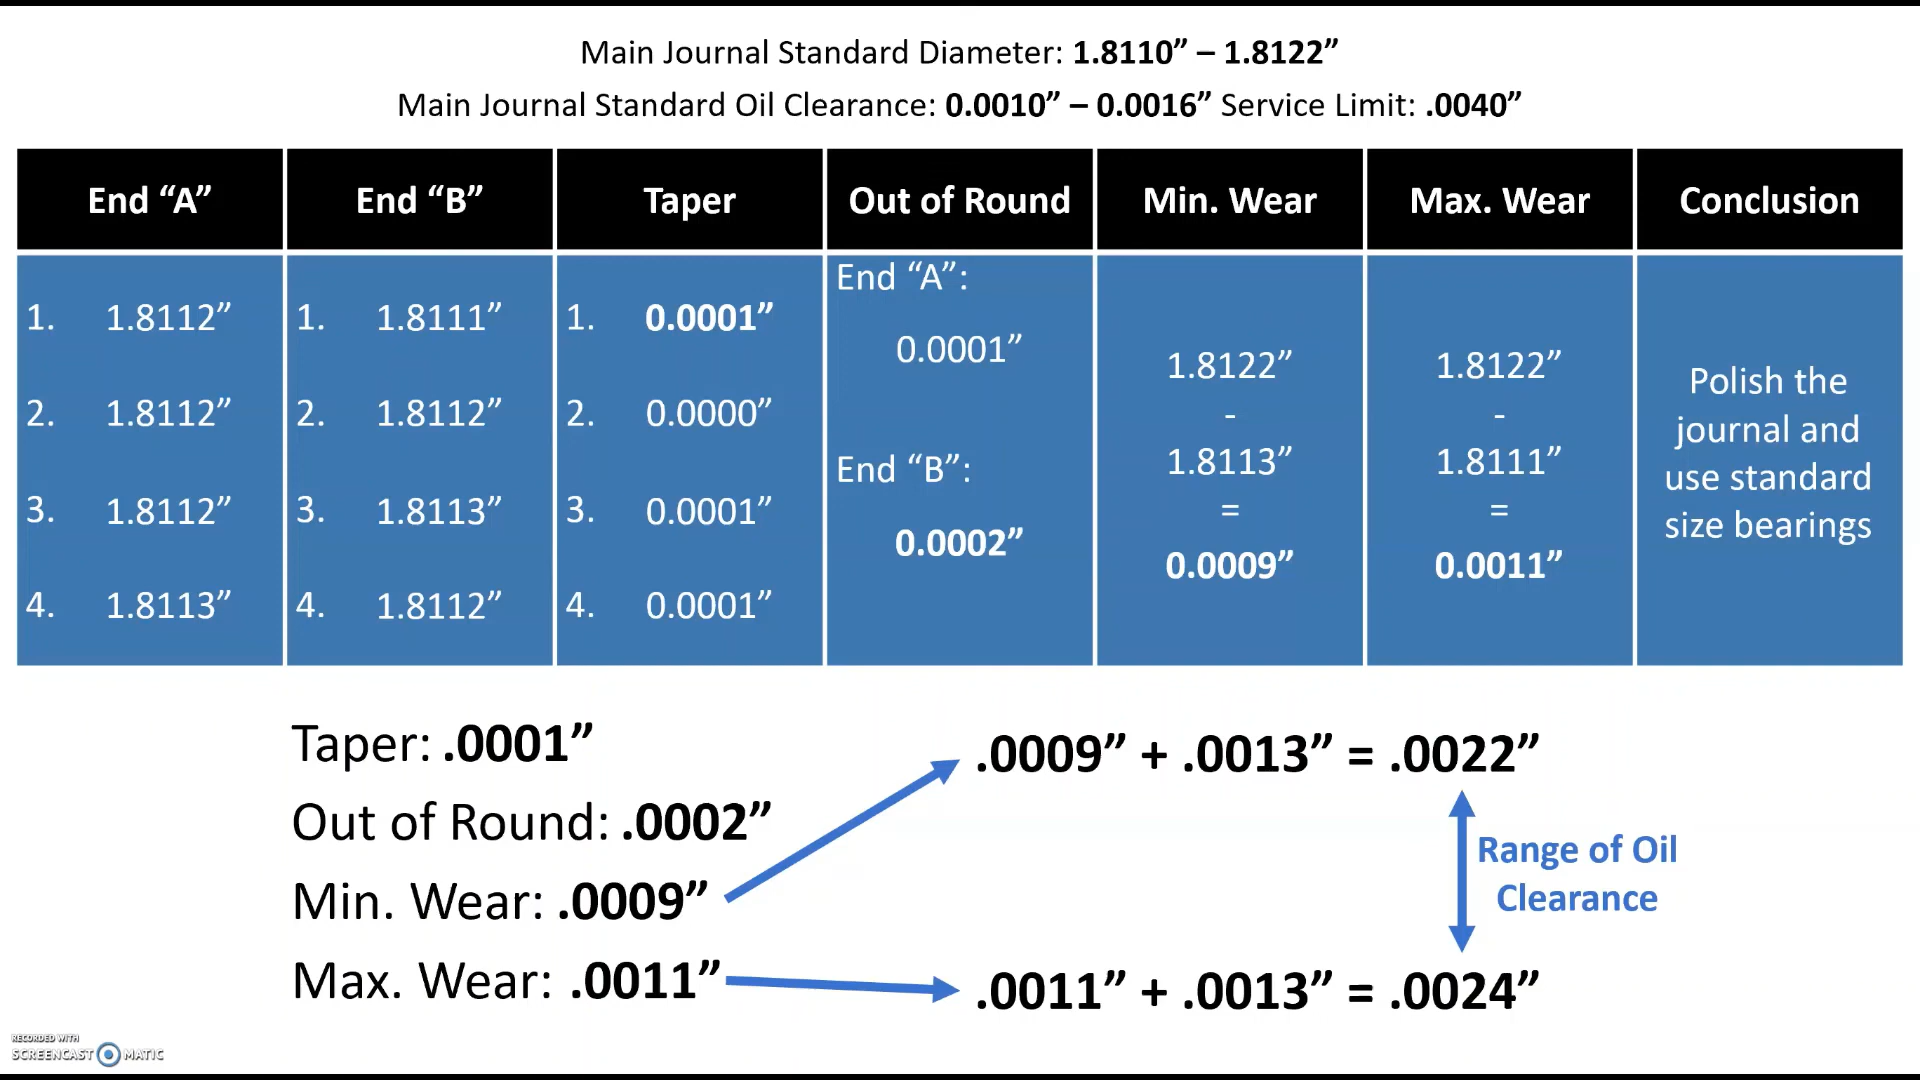 Main Journal Standard Diameter: 1.8110” – 1.8122”
Main Journal Standard Oil Clearance: 0.0010” – 0.0016” Service Limit: .0040”
End “A” End “B” Taper Out of Round Min. Wear Max. Wear Conclusion
1. 1.8112”
2. 1.8112”
3. 1.8112”
4. 1.8113”
1. 1.8111”
2. 1.8112”
3. 1.8113”
4. 1.8112”
1. 0.0001”
2. 0.0000”
3. 0.0001”
4. 0.0001”
End “A”:
0.0001”
End “B”:
0.0002”
1.8122”
-
1.8113”
=
0.0009”
1.8122”
-
1.8111”
=
0.0011”
Polish the
journal and
use standard
size bearings
Taper: .0001”
Out of Round: .0002”
Min. Wear: .0009”
Max. Wear: .0011”
.0009” + .0013” = .0022”
Range of Oil
Clearance
.0011” + .0013” = .0024”
RECORDED WITH
SCREENCAST MATIC